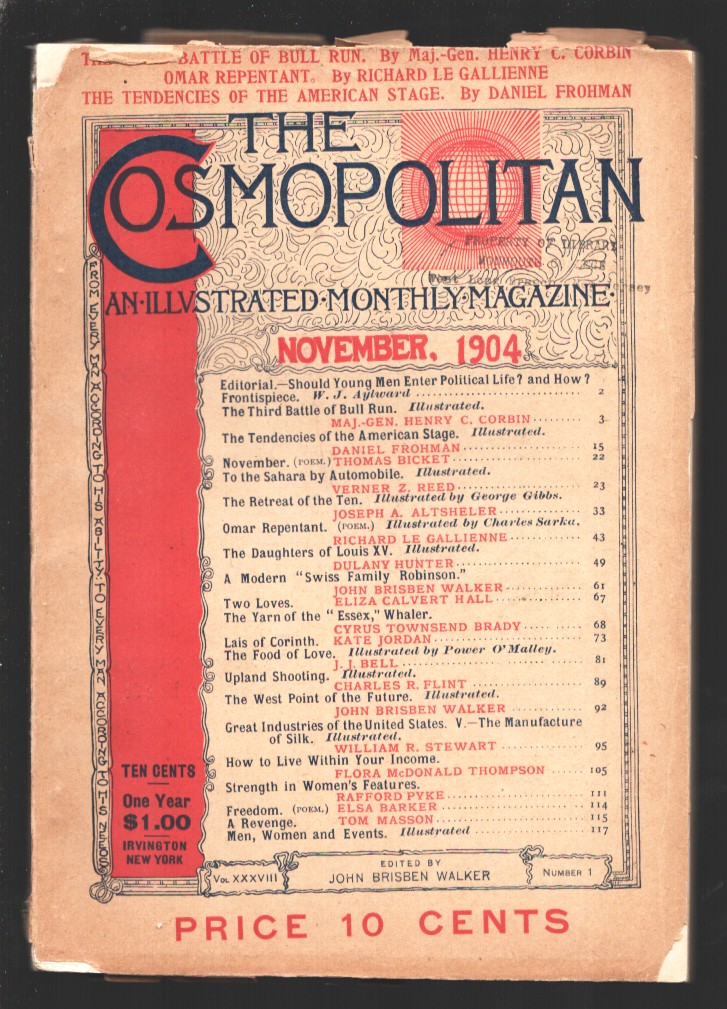 BATTLE OF BULL RUN. By Maj.-Gen. HENRY C. CORBIN
OMAR REPENTANT. By RICHARD LE GALLIENNE
THE TENDENCIES OF THE AMERICAN STAGE. By DANIEL FROHMAN
THE
COSMOPOLITAN
PROPERTY OF LIBRARY
MONMOUTH
West Long
AN·ILLVSTRATED·MONTHLY·MAGAZINE·
FROM EVERY MAN ACCORDING TO HIS ABILITY: TO EVERY MAN ACCORDING TO HIS NEEDS
NOVEMBER, 1904
Editorial.—Should Young Men Enter Political Life? and How?
Frontispiece. W. J. Aylward 2
The Third Battle of Bull Run. Illustrated.
MAJ.-GEN. HENRY C. CORBIN 3
The Tendencies of the American Stage. Illustrated.
DANIEL FROHMAN 15
November. (POEM.) THOMAS BICKET 22
To the Sahara by Automobile. Illustrated.
VERNER Z. REED 23
The Retreat of the Ten. Illustrated by George Gibbs.
JOSEPH A. ALTSHELER 33
Omar Repentant. (POEM.) Illustrated by Charles Sarka.
RICHARD LE GALLIENNE 43
The Daughters of Louis XV. Illustrated.
DULANY HUNTER 49
A Modern "Swiss Family Robinson."
JOHN BRISBEN WALKER 61
Two Loves. ELIZA CALVERT HALL 67
The Yarn of the "Essex," Whaler.
CYRUS TOWNSEND BRADY 68
Lais of Corinth. KATE JORDAN 73
The Food of Love. Illustrated by Power O'Malley.
J. J. BELL 81
Upland Shooting. Illustrated.
CHARLES R. FLINT 89
The West Point of the Future. Illustrated.
JOHN BRISBEN WALKER 92
Great Industries of the United States. V.—The Manufacture
of Silk. Illustrated.
WILLIAM R. STEWART 95
How to Live Within Your Income.
FLORA McDONALD THOMPSON 105
Strength in Women's Features.
RAFFORD PYKE 111
Freedom. (POEM.) ELSA BARKER 114
A Revenge. TOM MASSON 115
Men, Women and Events. Illustrated 117
TEN CENTS
One Year
$1.00
IRVINGTON
NEW YORK
VOL XXXVIII
EDITED BY
JOHN BRISBEN WALKER
NUMBER 1
PRICE 10 CENTS